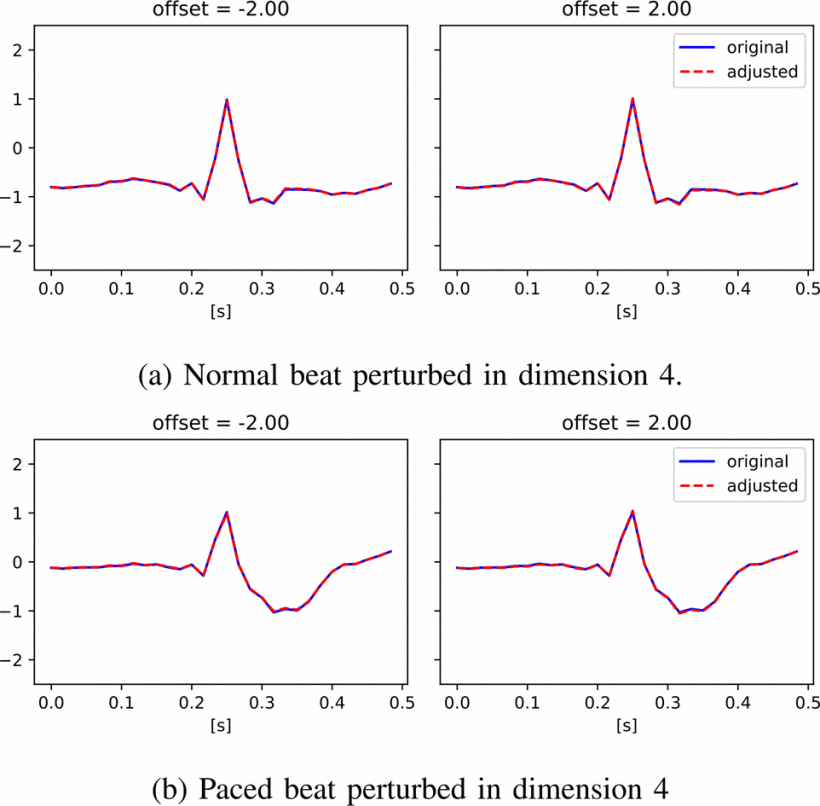 offset = -2.00
offset = 2.00
2
1
0
−1
−2
original
adjusted
0.0 0.1 0.2 0.3 0.4 0.5
0.0 0.1 0.2 0.3 0.4 0.5
[s]
[s]
(a) Normal beat perturbed in dimension 4.
offset = -2.00
offset = 2.00
2
1
0
−1
−2
original
adjusted
0.0 0.1 0.2 0.3 0.4 0.5
0.0 0.1 0.2 0.3 0.4 0.5
[s]
[s]
(b) Paced beat perturbed in dimension 4